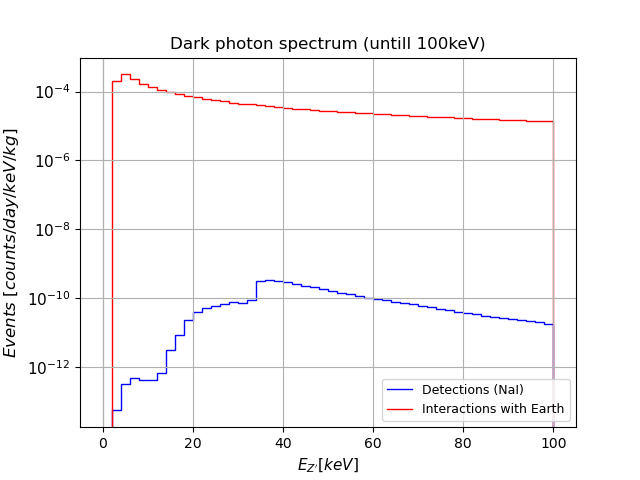 Dark photon spectrum (untill 100keV)
Events [counts/day/keV/kg]
10⁻⁴
10⁻⁶
10⁻⁸
10⁻¹⁰
10⁻¹²
Detections (NaI)
Interactions with Earth
0 20 40 60 80 100
E_{Z'}[keV]